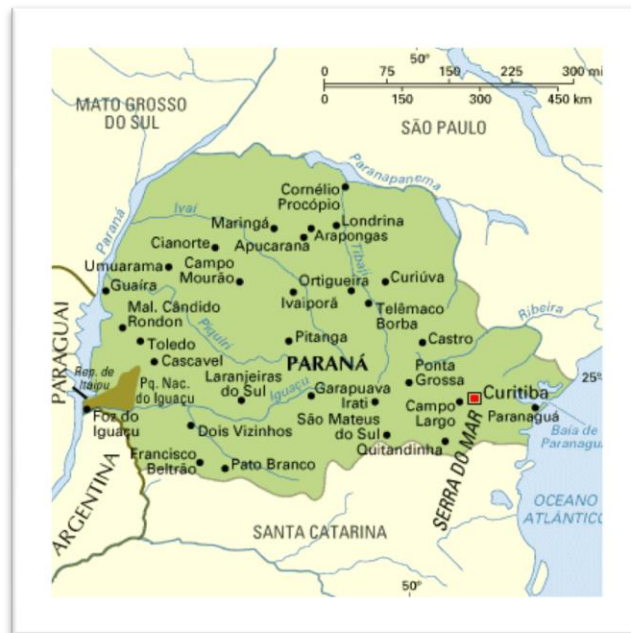 50°
0 75 150 225 300 mi
0 150 300 450 km
MATO GROSSO
DO SUL
SÃO PAULO
Paranapanema
Cornélio
Procópio
Paraná
Ivaí
Maringá
Londrina
Arapongas
Apucarana
Cianorte
Tibaji
Umuarama
Campo
Mourão
Ortigueira
Curiúva
Guaíra
Ivaiporã
Telêmaco
Borba
Ribeira
Mal. Cândido
Rondon
Piquiri
Pitanga
Castro
Toledo
PARAGUAI
Cascavel
PARANÁ
Rep. de
Itaipu
Pq. Nac.
do Iguaçu
Laranjeiras
do Sul
Iguaçu
Garapuava
Ponta
Grossa
25°
Irati
Curitiba
Foz do
Iguaçu
Campo
Largo
Paranaguá
São Mateus
do Sul
Dois Vizinhos
Baía de
Paranagu
Quitandinha
Francisco
Beltrão
Pato Branco
SERRA DO MAR
ARGENTINA
OCEANO
ATLÂNTICO
SANTA CATARINA
50°